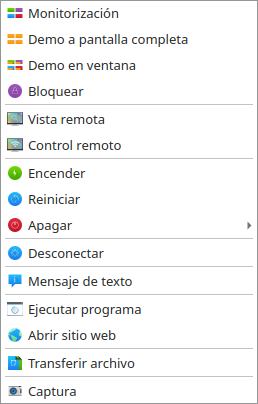 Monitorización
Demo a pantalla completa
Demo en ventana
Bloquear
Vista remota
Control remoto
Encender
Reiniciar
Apagar
Desconectar
Mensaje de texto
Ejecutar programa
Abrir sitio web
Transferir archivo
Captura